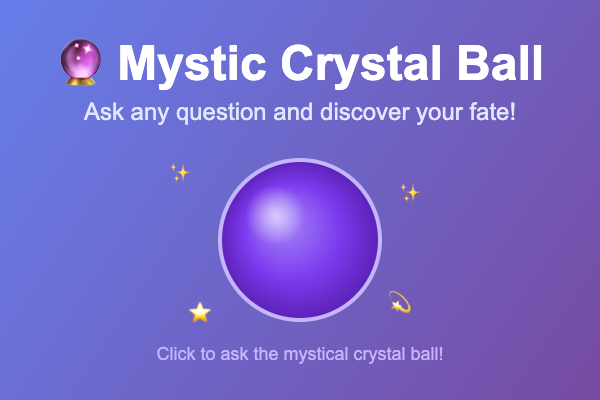 Mystic Crystal Ball
Ask any question and discover your fate!
Click to ask the mystical crystal ball!